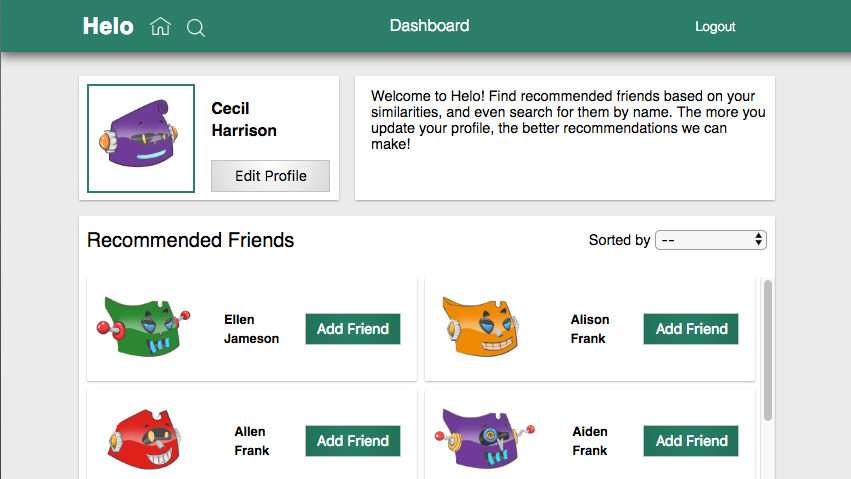 Helo
Dashboard
Logout
Cecil
Harrison
Edit Profile
Welcome to Helo! Find recommended friends based on your
similarities, and even search for them by name. The more you
update your profile, the better recommendations we can
make!
Recommended Friends
Sorted by --
Ellen
Jameson
Add Friend
Alison
Frank
Add Friend
Allen
Frank
Add Friend
Aiden
Frank
Add Friend